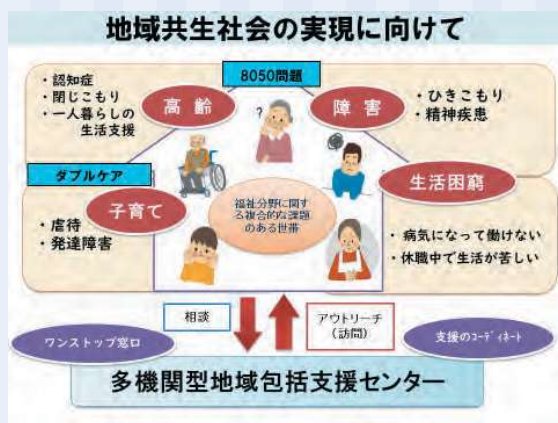 地域共生社会の実現に向けて
8050問題
・認知症
・閉じこもり
・一人暮らしの
生活支援
高齢
?
障害
・ひきこもり
・精神疾患
ダブルケア
子育て
・虐待
・発達障害
福祉分野に関す
る複合的な課題
のある世帯
生活困窮
・病気になって働けない
・休職中で生活が苦しい
相談
アウトリーチ
(訪問)
ワンストップ窓口
支援のコーディネート
多機関型地域包括支援センター